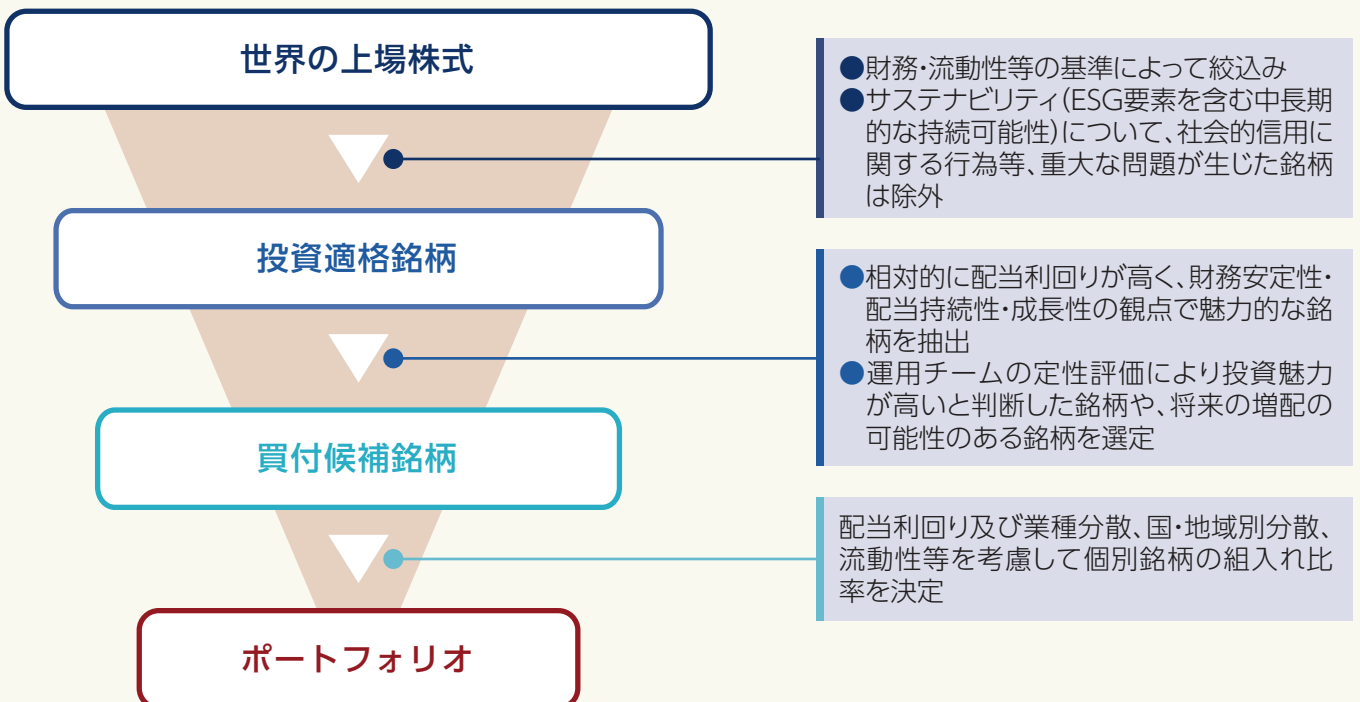 世界の上場株式
●財務・流動性等の基準によって絞込み
●サステナビリティ(ESG要素を含む中長期
的な持続可能性)について、社会的信用に
関する行為等、重大な問題が生じた銘柄
は除外
投資適格銘柄
●相対的に配当利回りが高く、財務安定性・
配当持続性・成長性の観点で魅力的な銘
柄を抽出
●運用チームの定性評価により投資魅力
が高いと判断した銘柄や、将来の増配の
可能性のある銘柄を選定
買付候補銘柄
配当利回り及び業種分散、国・地域別分散、
流動性等を考慮して個別銘柄の組入れ比
率を決定
ポートフォリオ